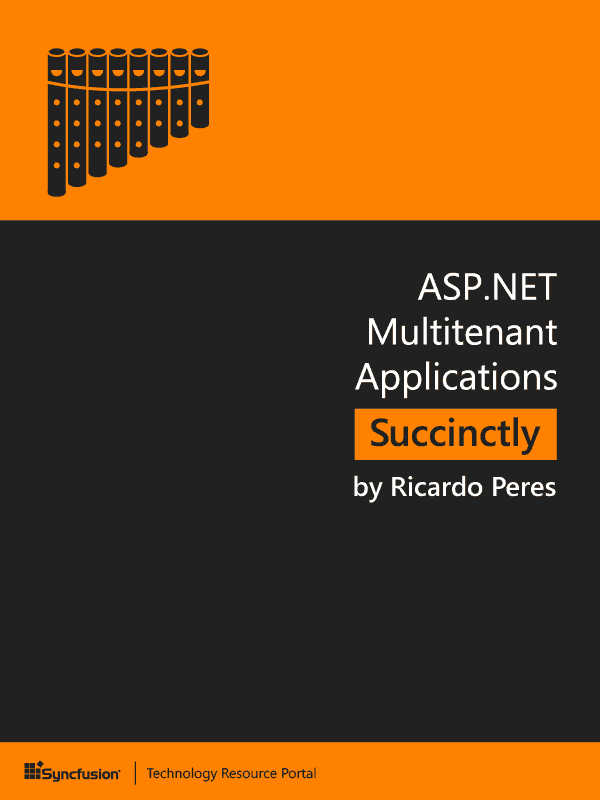 ASP.NET
Multitenant
Applications
Succinctly
by Ricardo Peres
Syncfusion® | Technology Resource Portal